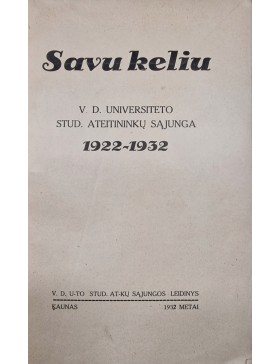 Savu keliu
V. D. UNIVERSITETO
STUD. ATEITININKŲ SĄJUNGA
1922-1932
V. D. U-TO STUD. AT-KŲ SĄJUNGOS LEIDINYS
KAUNAS 1932 METAI